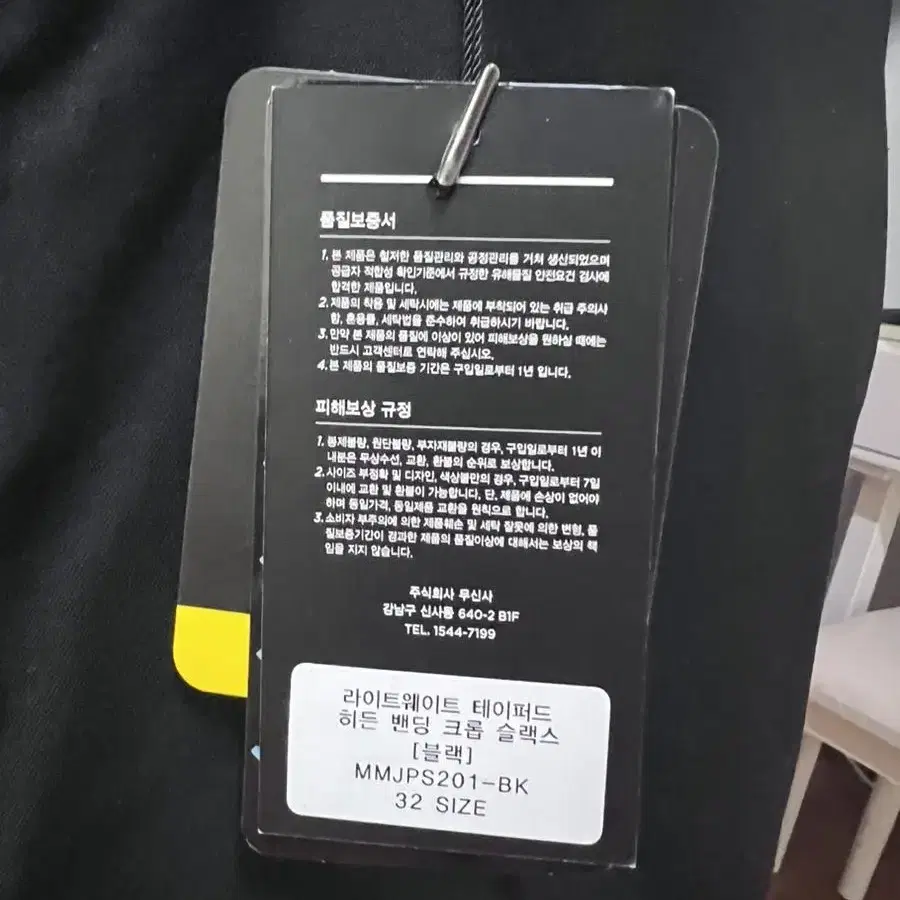 품질보증서
1. 본 제품은 철저한 품질관리와 공정관리를 거쳐 생산되었으며
공급자 적합성 확인기준에서 규정한 유해물질 안전요건 검사에
합격한 제품입니다.
2. 제품의 착용 및 세탁시에는 제품에 부착되어 있는 취급 주의사
항, 혼용률, 세탁법을 준수하여 취급하시기 바랍니다.
3. 만약 본 제품의 품질에 이상이 있어 피해보상을 원하실 때에는
반드시 고객센터로 연락해 주십시오.
4. 본 제품의 품질보증 기간은 구입일로부터 1년 입니다.
피해보상 규정
1. 봉제불량, 원단불량, 부자재불량의 경우, 구입일로부터 1년 이
내분은 무상수선, 교환, 환불의 순위로 보상합니다.
2. 사이즈 부정확 및 디자인, 색상불만의 경우, 구입일로부터 7일
이내에 교환 및 환불이 가능합니다. 단, 제품에 손상이 없어야
하며 동일가격, 동일제품 교환을 원칙으로 합니다.
3. 소비자 부주의에 의한 제품훼손 및 세탁 잘못에 의한 변형, 품
질보증기간이 경과한 제품의 품질이상에 대해서는 보상의 책
임을 지지 않습니다.
주식회사 무신사
강남구 신사동 640-2 B1F
TEL. 1544-7199
라이트웨이트 테이퍼드
히든 밴딩 크롭 슬랙스
[블랙]
MMJPS201-BK
32 SIZE